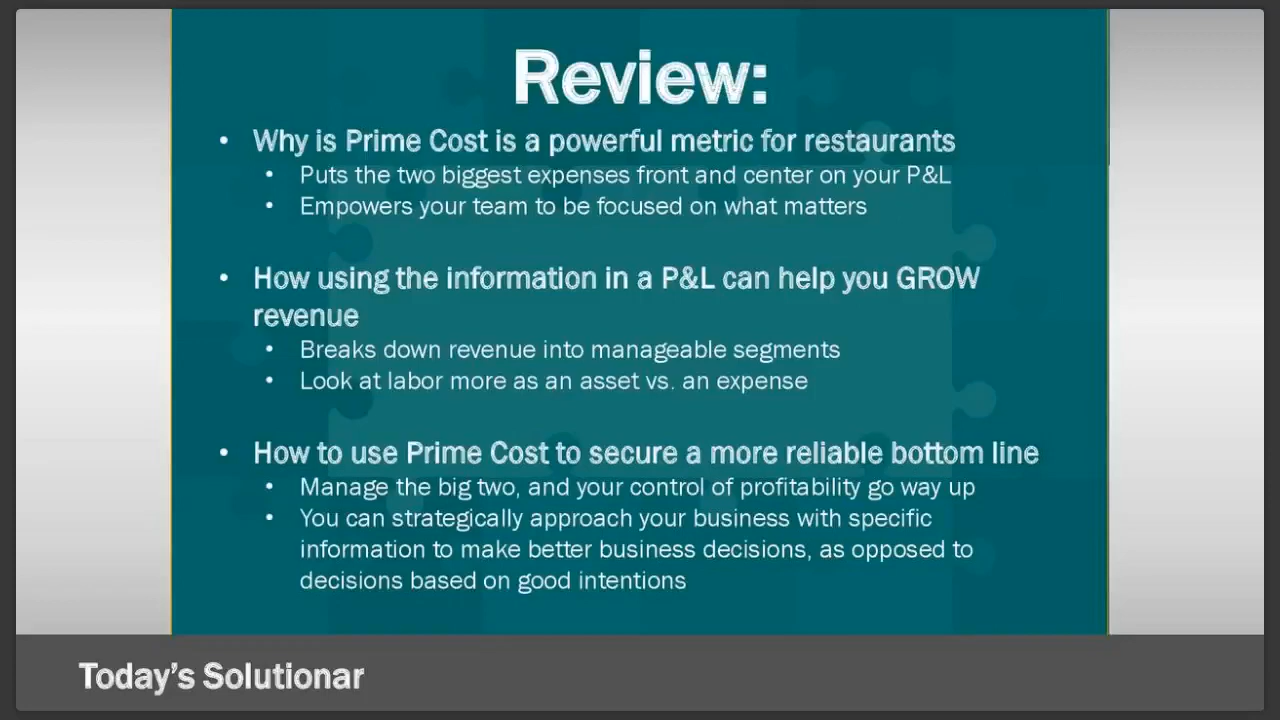 Review:
• Why is Prime Cost is a powerful metric for restaurants
• Puts the two biggest expenses front and center on your P&L
• Empowers your team to be focused on what matters
• How using the information in a P&L can help you GROW
revenue
• Breaks down revenue into manageable segments
• Look at labor more as an asset vs. an expense
• How to use Prime Cost to secure a more reliable bottom line
• Manage the big two, and your control of profitability go way up
• You can strategically approach your business with specific
information to make better business decisions, as opposed to
decisions based on good intentions
Today's Solutionar